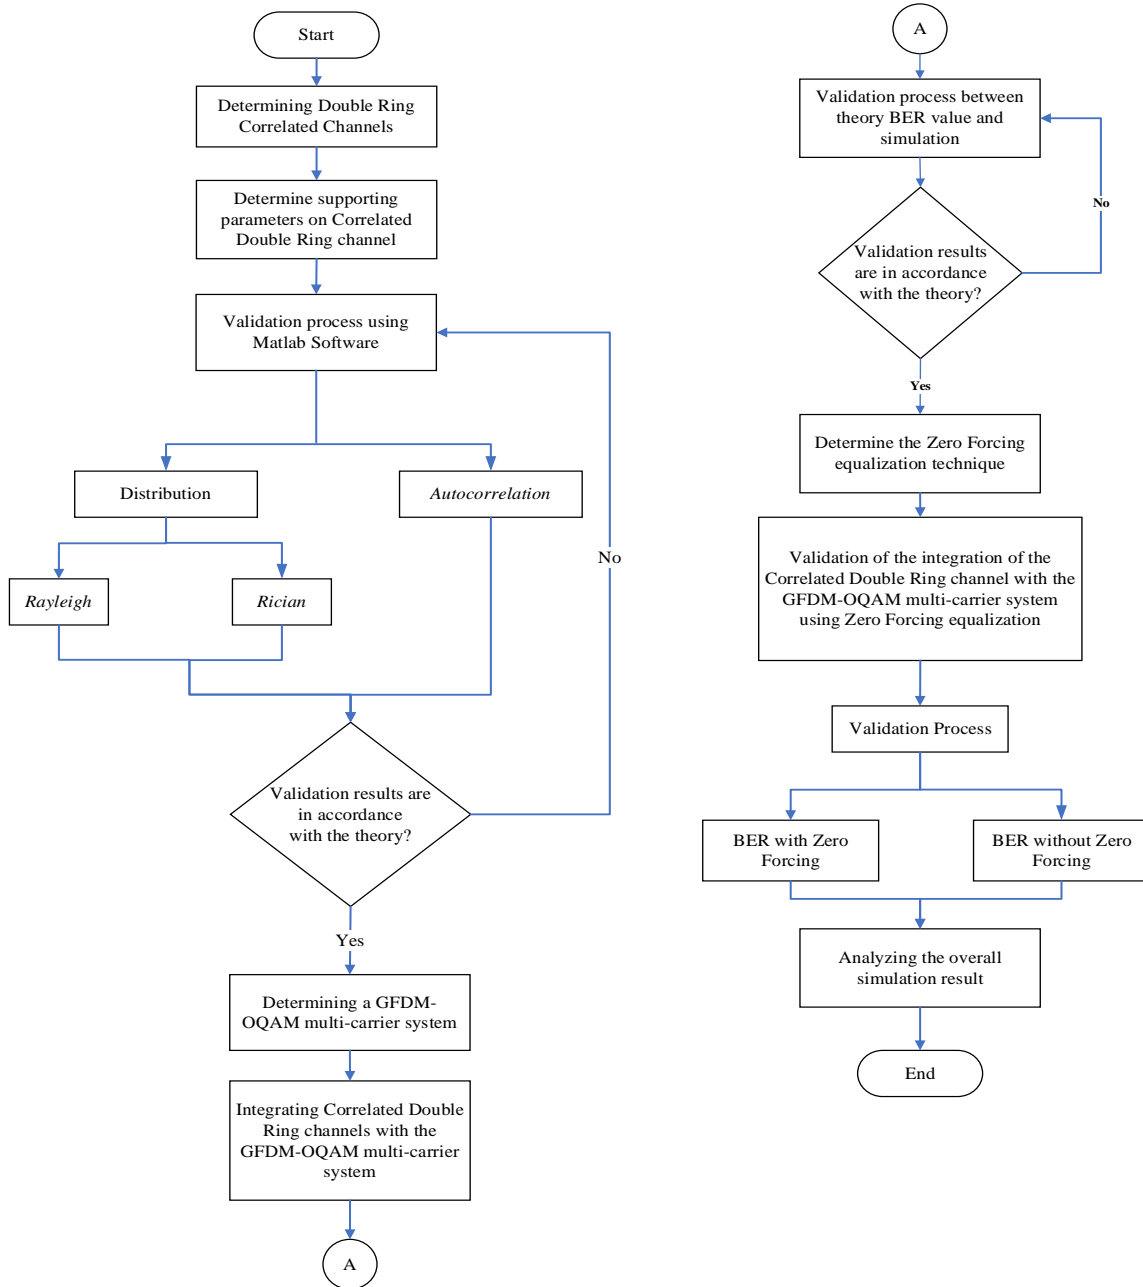 Start
Determining Double Ring
Correlated Channels
Determine supporting
parameters on Correlated
Double Ring channel
Validation process using
Matlab Software
Distribution
Autocorrelation
No
Rayleigh
Rician
Validation results are
in accordance
with the theory?
Yes
Determining a GFDM-
OQAM multi-carrier system
Integrating Correlated Double
Ring channels with the
GFDM-OQAM multi-carrier
system
A
A
Validation process between
theory BER value and
simulation
No
Validation results
are in accordance
with the theory?
Yes
Determine the Zero Forcing
equalization technique
Validation of the integration of the
Correlated Double Ring channel with the
GFDM-OQAM multi-carrier system
using Zero Forcing equalization
Validation Process
BER with Zero
Forcing
BER without Zero
Forcing
Analyzing the overall
simulation result
End